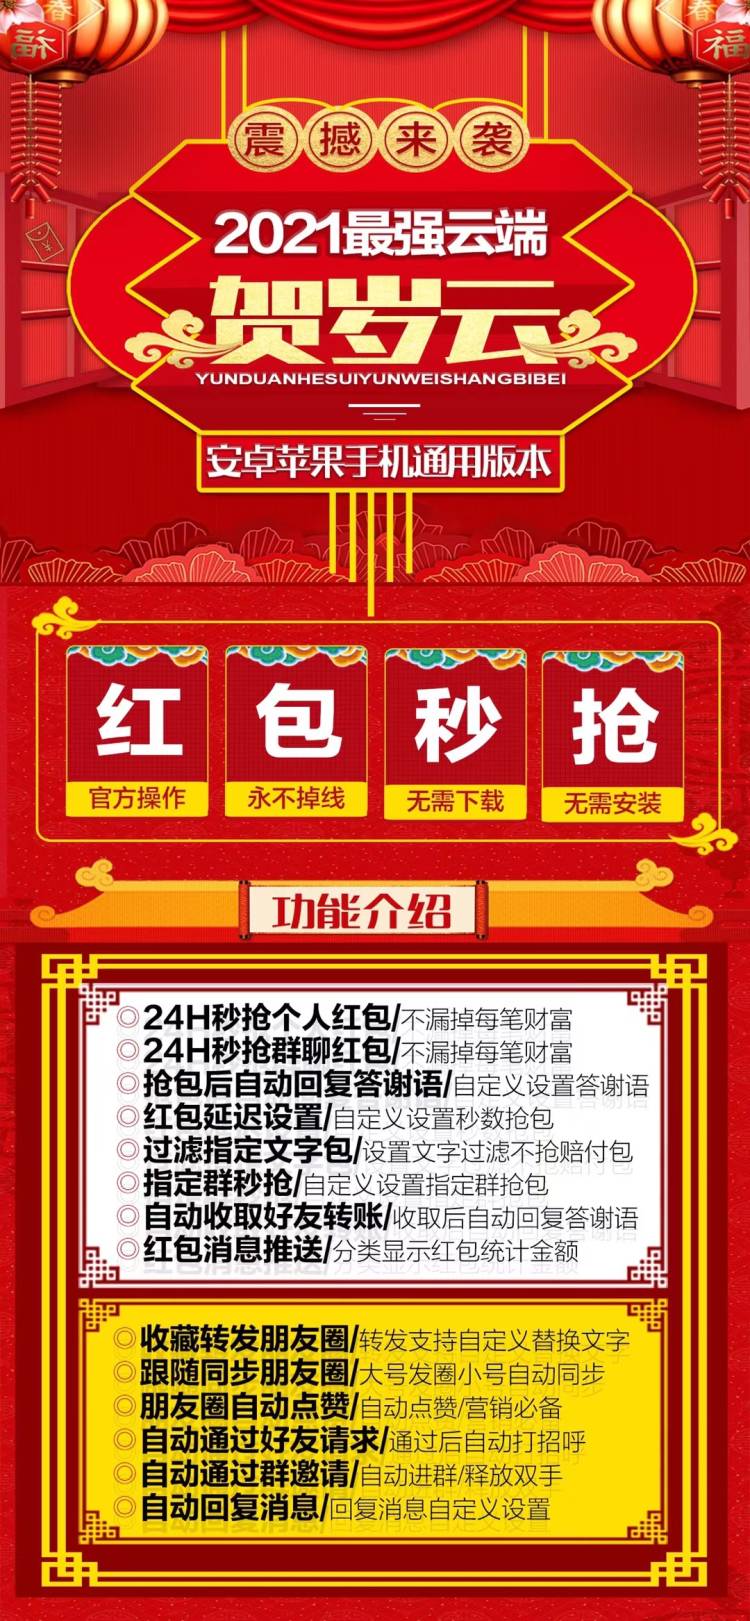 春
春
福
福
震撼来袭
2021最强云端
贺岁云
YUNDUANHESUIYUNWEISHANGBIBEI
安卓苹果手机通用版本
红包秒抢
官方操作 永不掉线 无需下载 无需安装
功能介绍
24H秒抢个人红包/不漏掉每笔财富
24H秒抢群聊红包/不漏掉每笔财富
抢包后自动回复答谢语/自定义设置答谢语
红包延迟设置/自定义设置秒数抢包
过滤指定文字包/设置文字过滤不抢赔付包
指定群秒抢/自定义设置指定群抢包
自动收取好友转账/收取后自动回复答谢语
红包消息推送/分类显示红包统计金额
收藏转发朋友圈/转发支持自定义替换文字
跟随同步朋友圈/大号发圈小号自动同步
朋友圈自动点赞/自动点赞/营销必备
自动通过好友请求/通过后自动打招呼
自动通过群邀请/自动进群/释放双手
自动回复消息/回复消息自定义设置